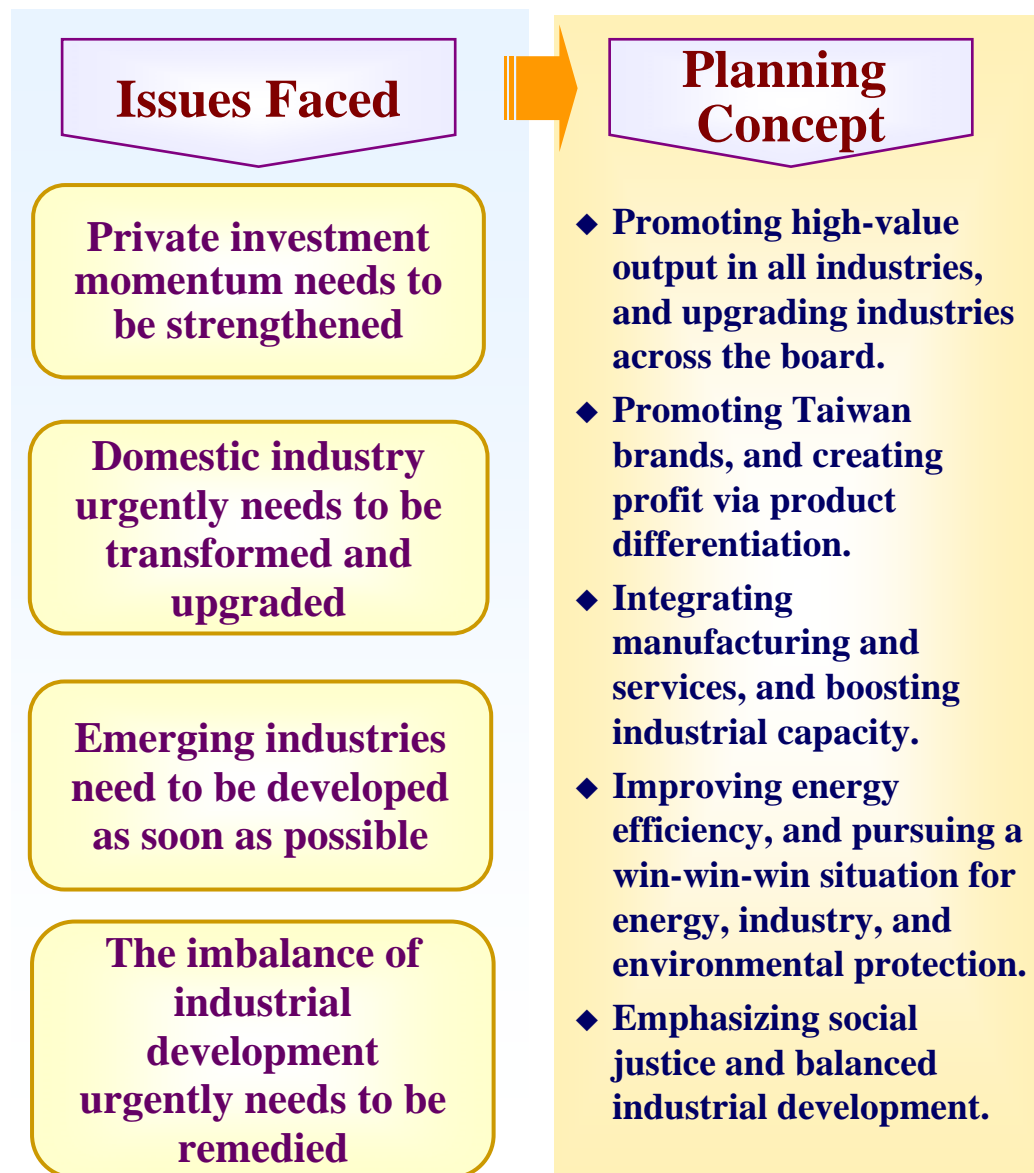 Issues Faced
Private investment
momentum needs to
be strengthened
Domestic industry
urgently needs to be
transformed and
upgraded
Emerging industries
need to be developed
as soon as possible
The imbalance of
industrial
development
urgently needs to be
remedied
Planning
Concept
◆ Promoting high-value
output in all industries,
and upgrading industries
across the board.
◆ Promoting Taiwan
brands, and creating
profit via product
differentiation.
◆ Integrating
manufacturing and
services, and boosting
industrial capacity.
◆ Improving energy
efficiency, and pursuing a
win-win-win situation for
energy, industry, and
environmental protection.
◆ Emphasizing social
justice and balanced
industrial development.